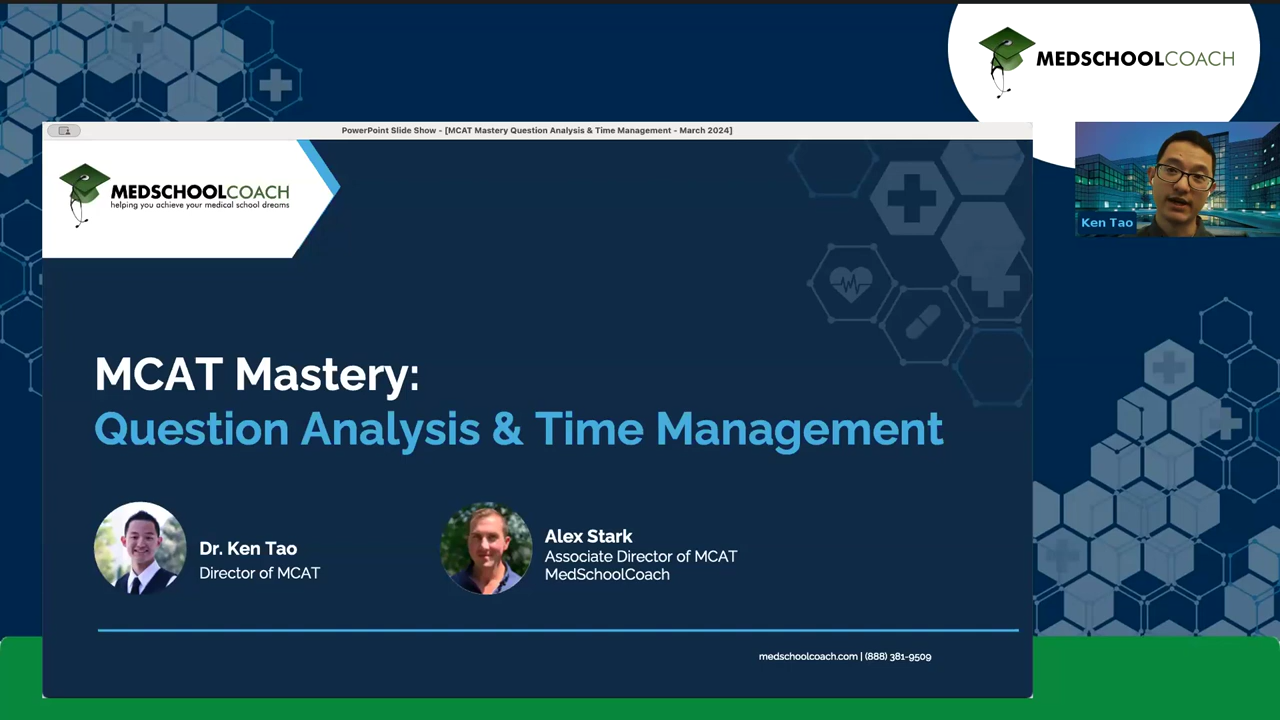 MEDSCHOOLCOACH
PowerPoint Slide Show - [MCAT Mastery Question Analysis & Time Management - March 2024]
MEDSCHOOLCOACH
helping you achieve your medical school dreams
Ken Tao
MCAT Mastery:
Question Analysis & Time Management
Dr. Ken Tao
Director of MCAT
Alex Stark
Associate Director of MCAT
MedSchoolCoach
medschoolcoach.com | (888) 381-9509